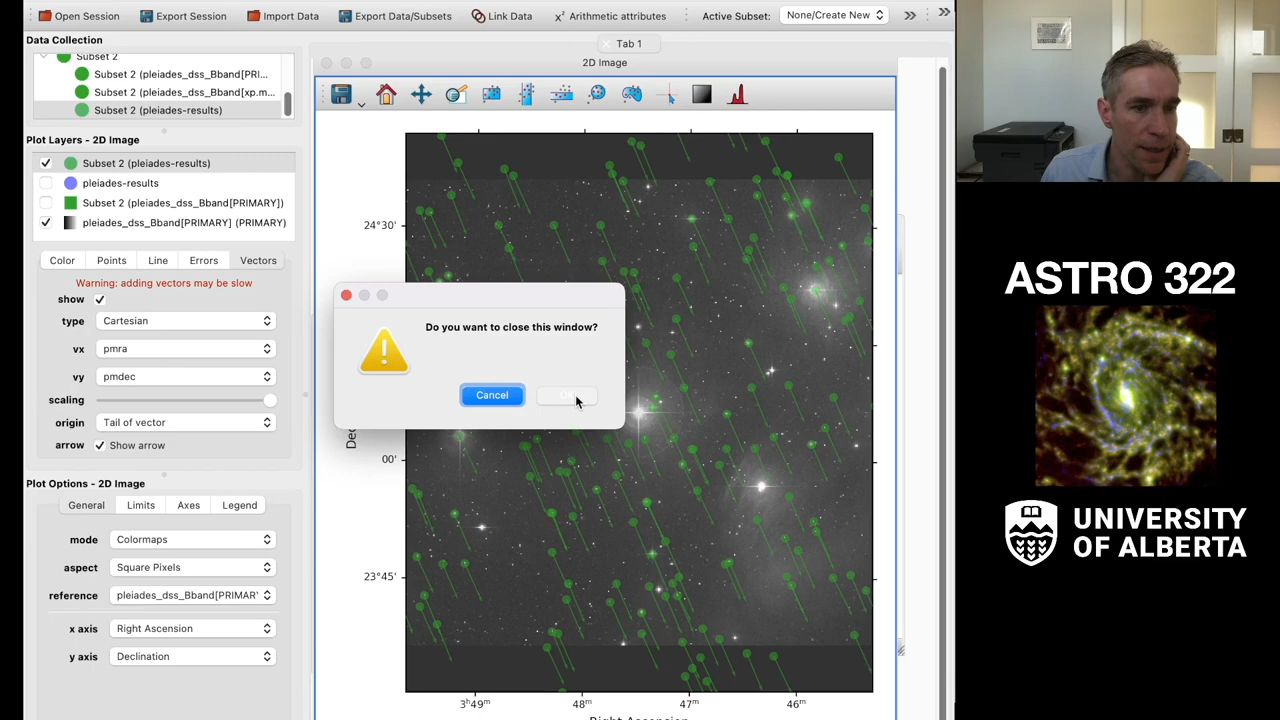 Open Session
Export Session
Import Data
Export Data/Subsets
Link Data
x² Arithmetic attributes
Active Subset:
None/Create New
»
»
Data Collection
Subset 2
Subset 2 (pleiades_dss_Bband[PRI...
Subset 2 (pleiades_dss_Bband[xp.m...
Subset 2 (pleiades-results)
Plot Layers - 2D Image
Subset 2 (pleiades-results)
pleiades-results
Subset 2 (pleiades_dss_Bband[PRIMARY])
pleiades_dss_Bband[PRIMARY] (PRIMARY)
Color
Points
Line
Errors
Vectors
Warning: adding vectors may be slow
show
type
Cartesian
vx
pmra
vy
pmdec
scaling
origin
Tail of vector
arrow
Show arrow
Plot Options - 2D Image
General
Limits
Axes
Legend
mode
Colormaps
aspect
Square Pixels
reference
pleiades_dss_Bband[PRIMAR'
x axis
Right Ascension
y axis
Declination
Tab 1
2D Image
24°30'
00'
23°45'
Dec
3ʰ49ᵐ
48ᵐ
47ᵐ
46ᵐ
Right Ascension
Do you want to close this window?
Cancel
OK
ASTRO 322
UNIVERSITY
OF ALBERTA